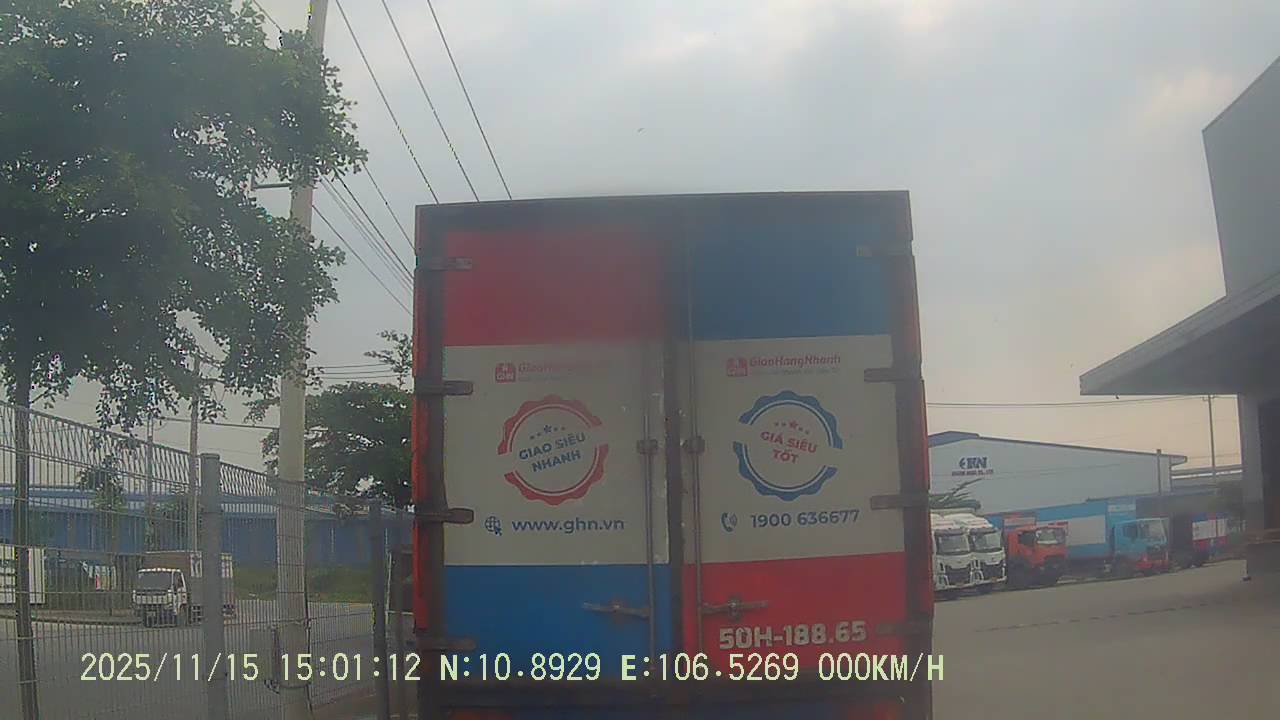 GHN GiaoHangNhanh
GHN GiaoHangNhanh
GIAO SIÊU
NHANH
GIÁ SIÊU
TỐT
www.ghn.vn
1900 636677
50H-188.65
2025/11/15 15:01:12 N:10.8929 E:106.5269 000KM/H